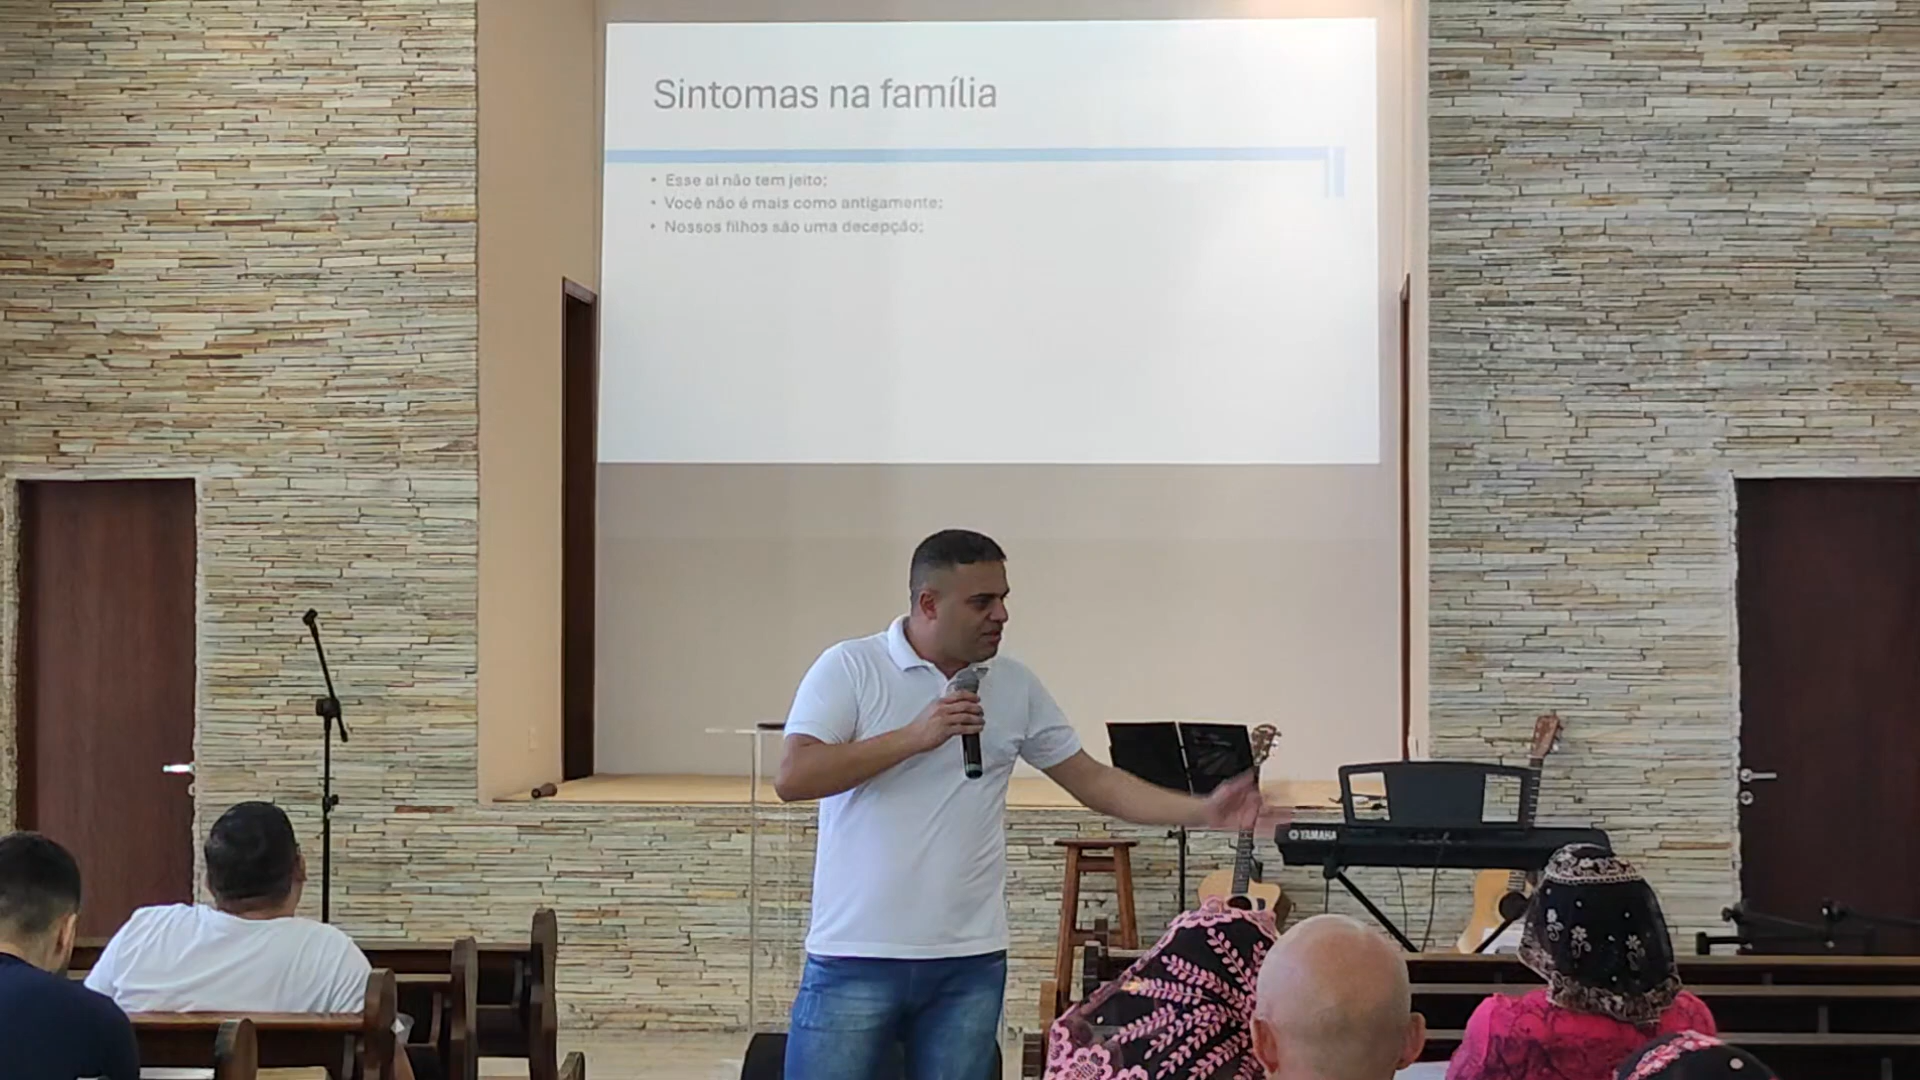 Sintomas na família
• Esse aí não tem jeito;
• Você não é mais como antigamente;
• Nossos filhos são uma decepção;
YAMAHA